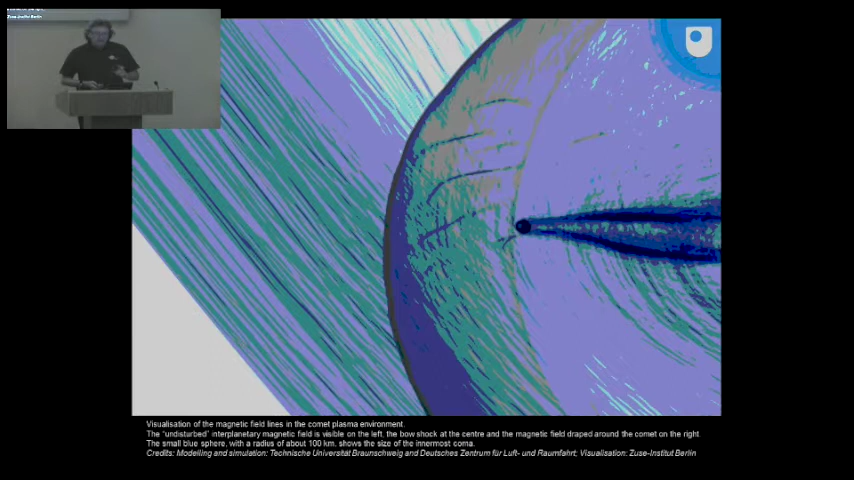 Zuse-Institut Berlin
Visualisation of the magnetic field lines in the comet plasma environment.
The "undisturbed" interplanetary magnetic field is visible on the left, the bow shock at the centre and the magnetic field draped around the comet on the right
The small blue sphere, with a radius of about 100 km, shows the size of the innermost coma.
Credits: Modelling and simulation: Technische Universität Braunschweig and Deutsches Zentrum für Luft- und Raumfahrt; Visualisation: Zuse-Institut Berlin